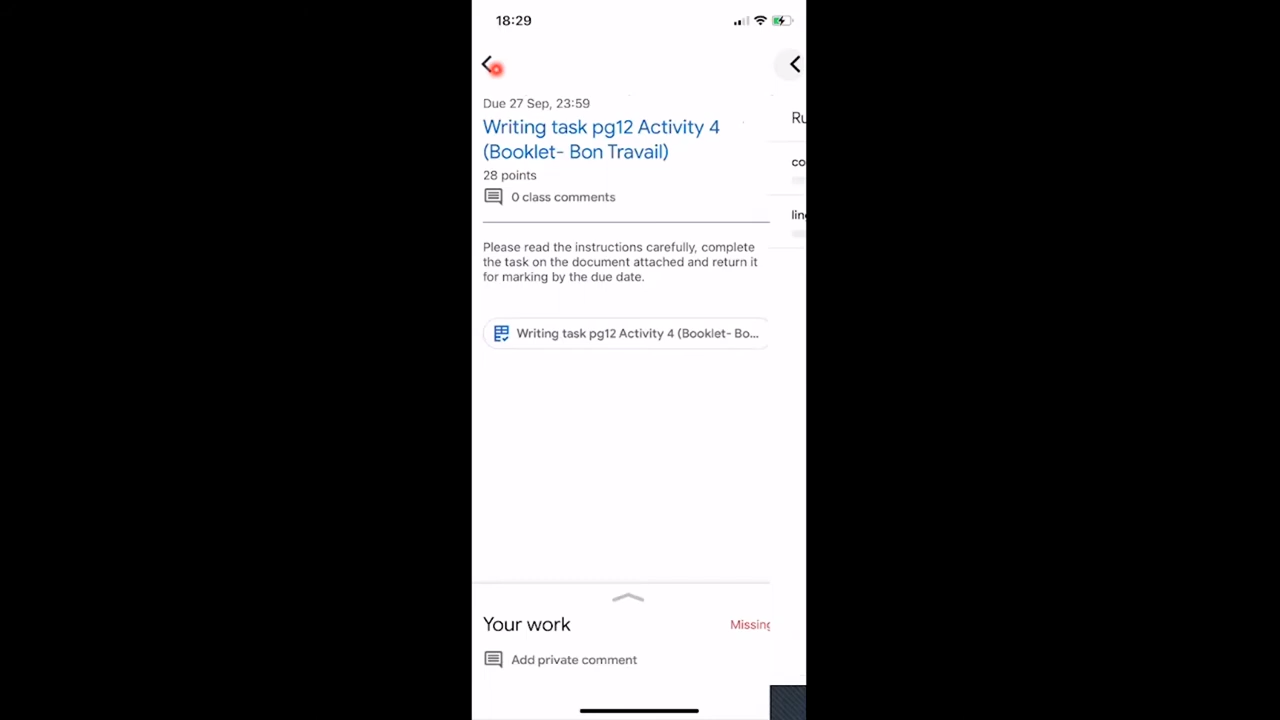 18:29
Due 27 Sep, 23:59
Writing task pg12 Activity 4
(Booklet- Bon Travail)
28 points
0 class comments
Please read the instructions carefully, complete
the task on the document attached and return it
for marking by the due date.
Writing task pg12 Activity 4 (Booklet- Bo...
Your work
Missing
Add private comment